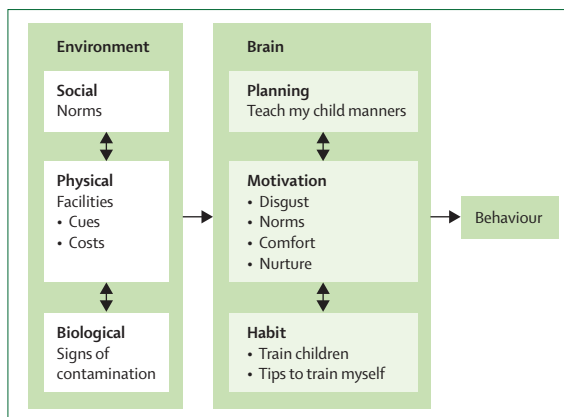 Environment
Social
Norms
Physical
Facilities
• Cues
• Costs
Biological
Signs of
contamination
Brain
Planning
Teach my child manners
Motivation
• Disgust
• Norms
• Comfort
• Nurture
Habit
• Train children
• Tips to train myself
Behaviour